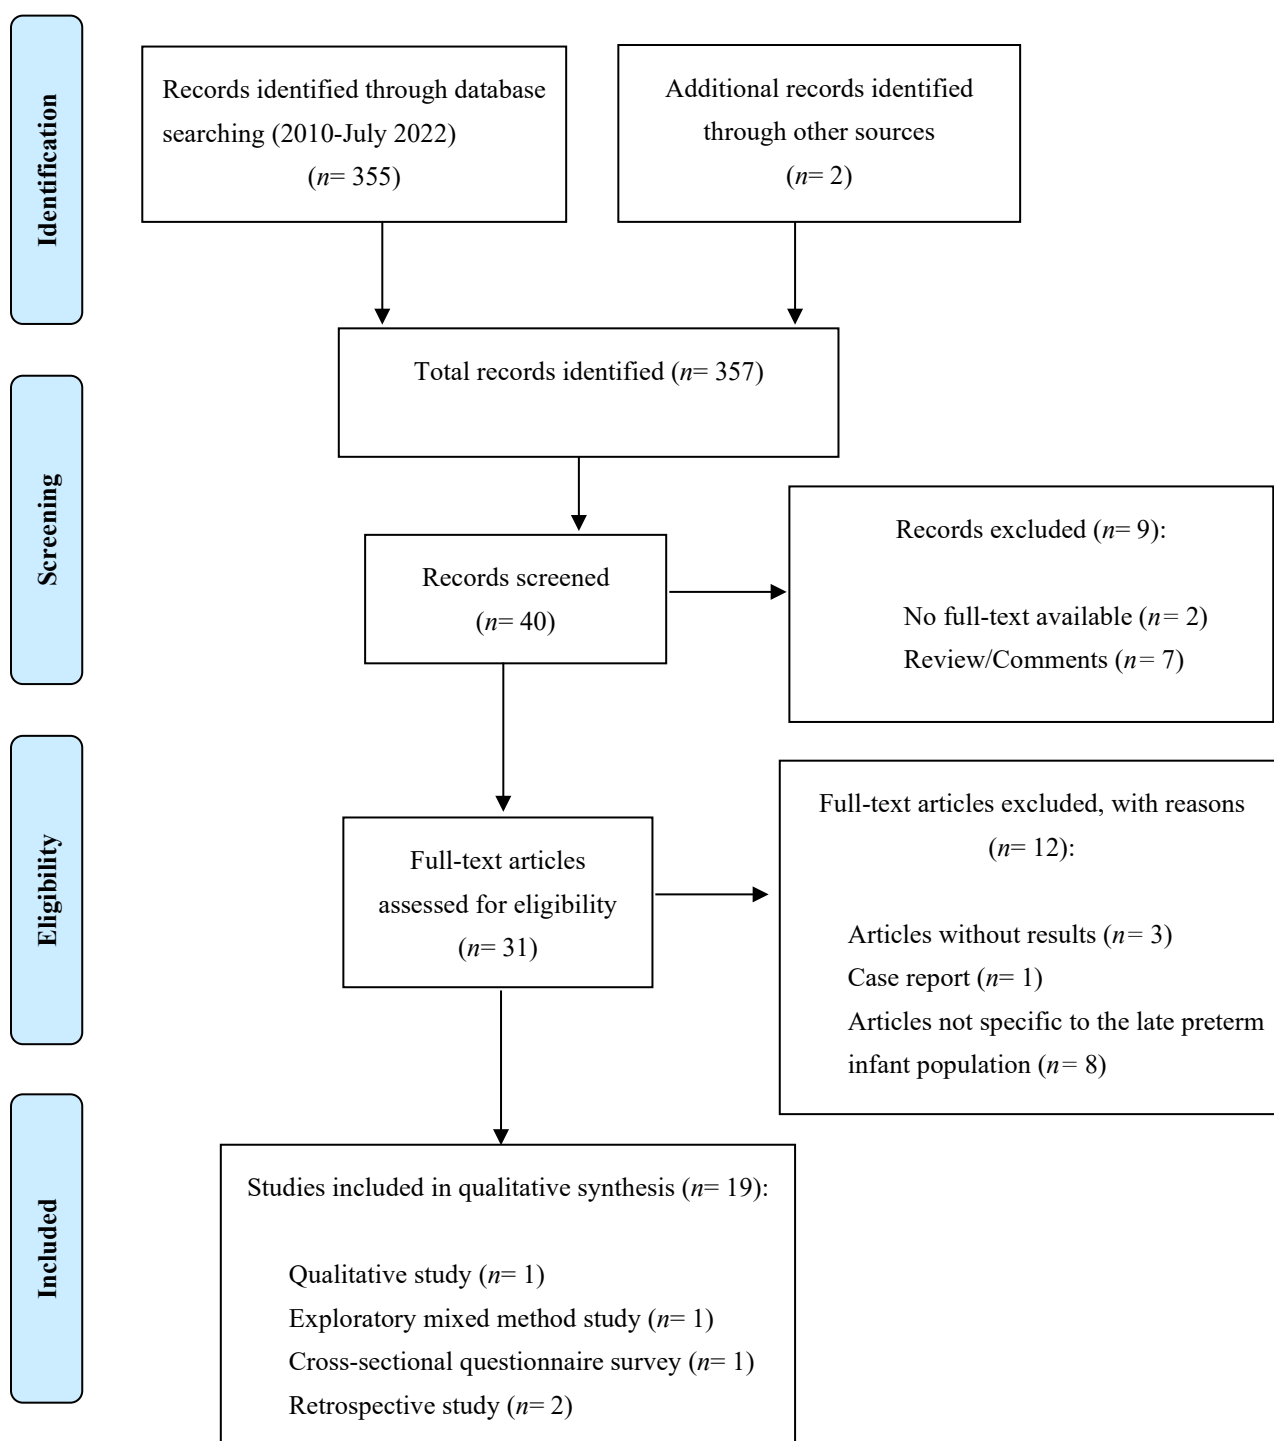 Identification
Records identified through database
searching (2010-July 2022)
(n= 355)
Additional records identified
through other sources
(n= 2)
Total records identified (n= 357)
Screening
Records screened
(n= 40)
Records excluded (n= 9):
No full-text available (n= 2)
Review/Comments (n= 7)
Eligibility
Full-text articles
assessed for eligibility
(n= 31)
Full-text articles excluded, with reasons
(n= 12):
Articles without results (n= 3)
Case report (n= 1)
Articles not specific to the late preterm
infant population (n= 8)
Included
Studies included in qualitative synthesis (n= 19):
Qualitative study (n= 1)
Exploratory mixed method study (n= 1)
Cross-sectional questionnaire survey (n= 1)
Retrospective study (n= 2)